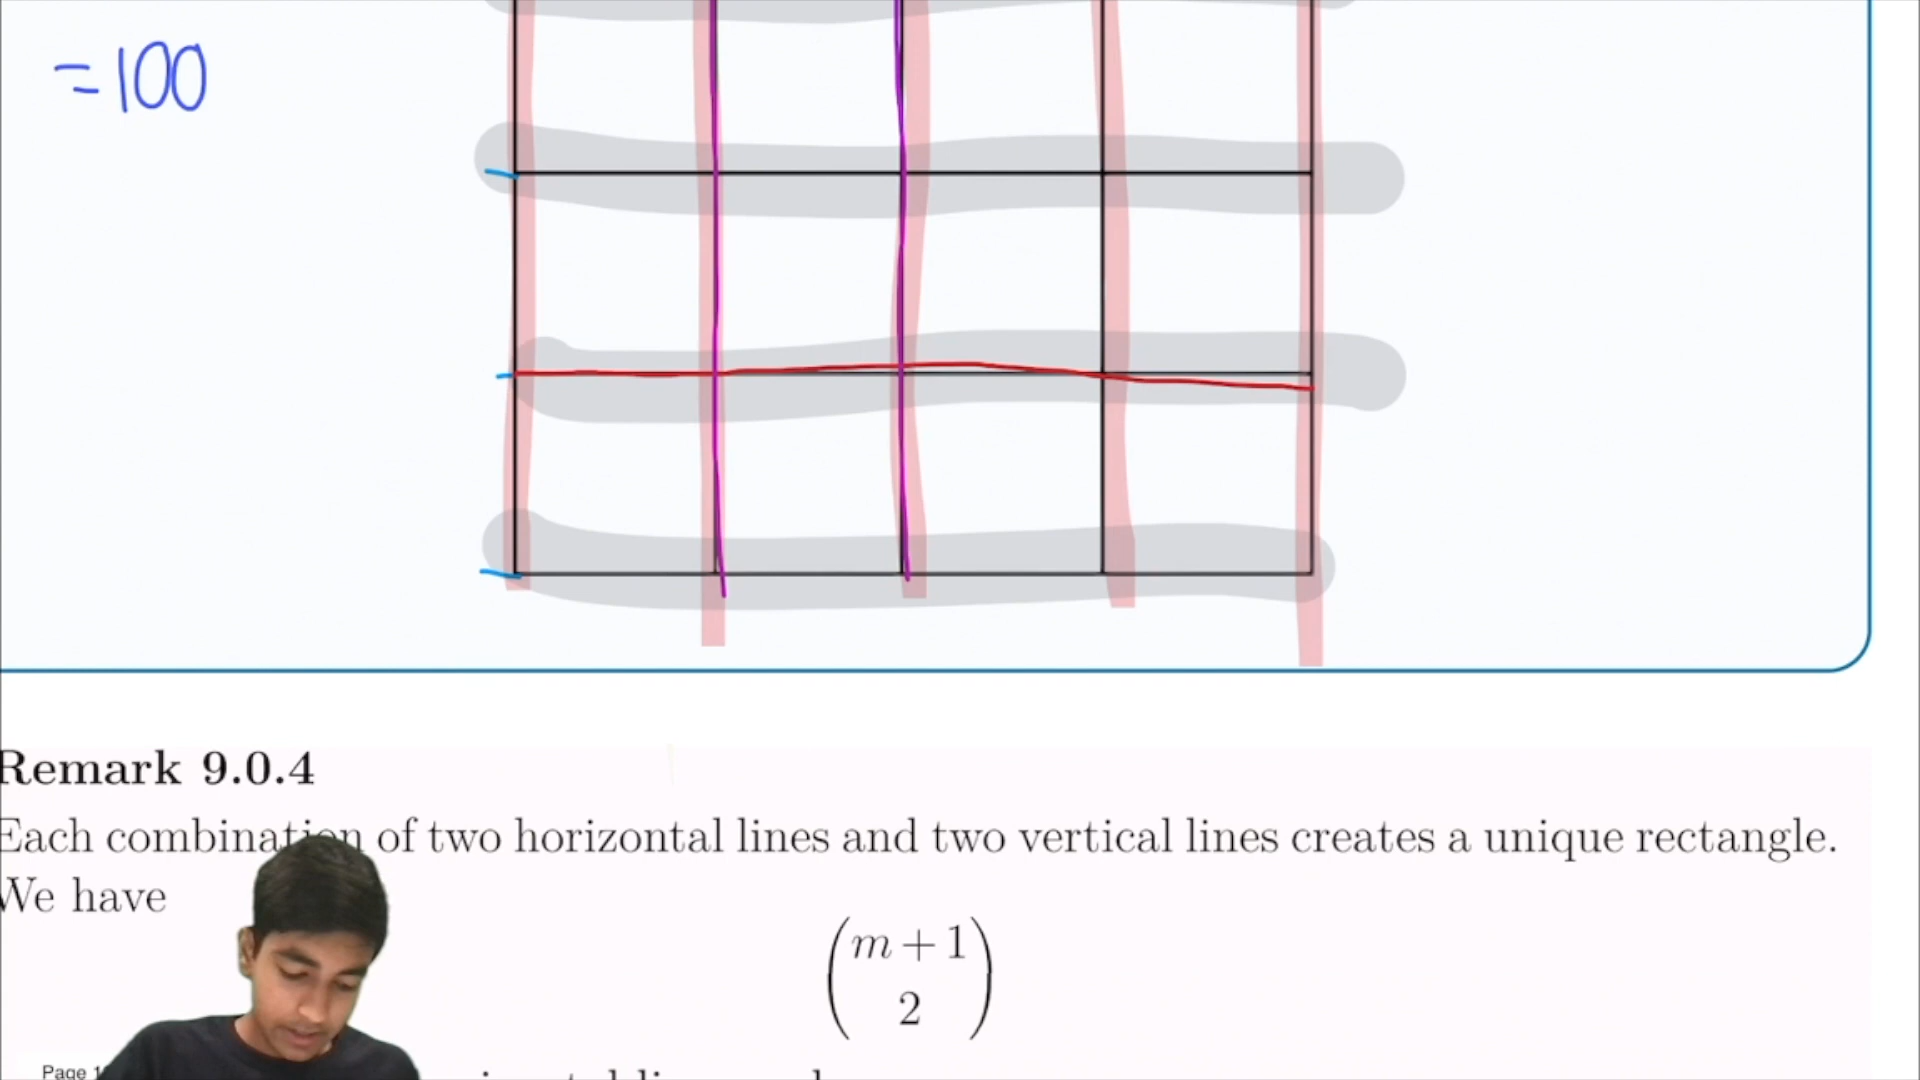 =100
Remark 9.0.4
Each combination of two horizontal lines and two vertical lines creates a unique rectangle.
We have
(m + 1
2)
Page